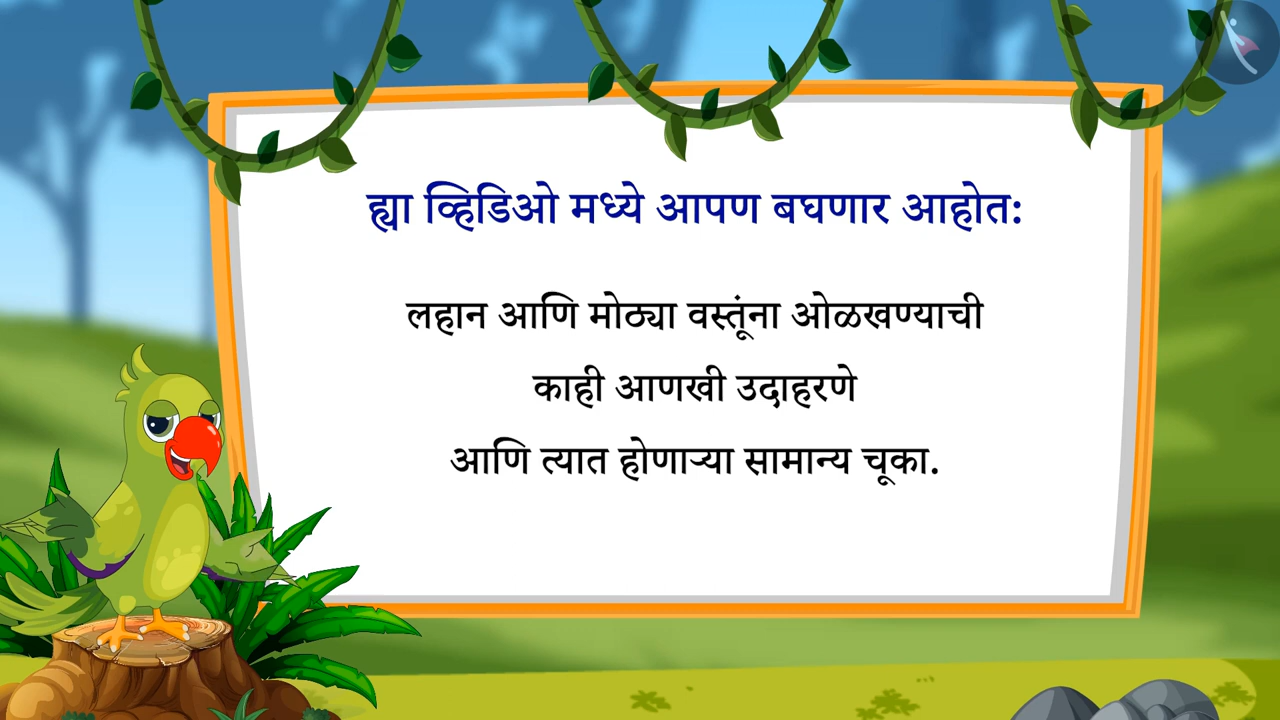 ह्या व्हिडिओ मध्ये आपण बघणार आहोत:
लहान आणि मोठ्या वस्तूंना ओळखण्याची
काही आणखी उदाहरणे
आणि त्यात होणाऱ्या सामान्य चूका.